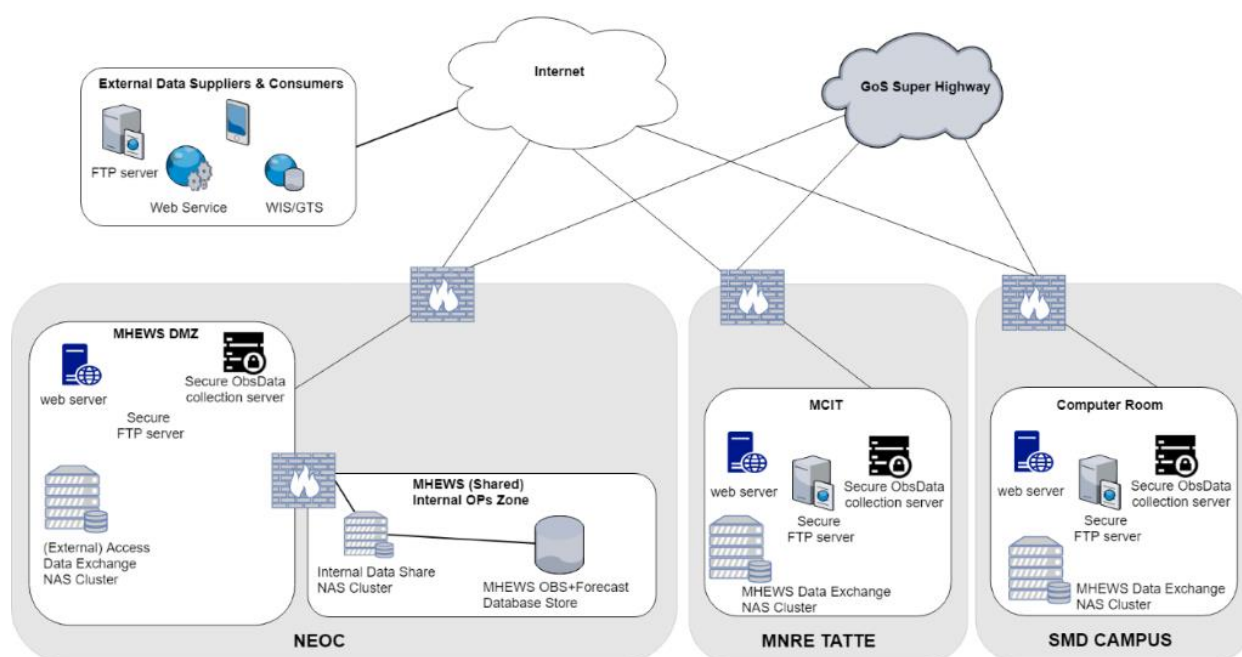 Internet
GoS Super Highway
External Data Suppliers & Consumers
FTP server
Web Service
WIS/GTS
MHEWS DMZ
web server
Secure ObsData
collection server
Secure
FTP server
(External) Access
Data Exchange
NAS Cluster
MHEWS (Shared)
Internal OPs Zone
Internal Data Share
NAS Cluster
MHEWS OBS+Forecast
Database Store
NEOC
MCIT
web server
Secure ObsData
collection server
Secure
FTP server
MHEWS Data Exchange
NAS Cluster
MNRE TATTE
Computer Room
web server
Secure ObsData
collection server
Secure
FTP server
MHEWS Data Exchange
NAS Cluster
SMD CAMPUS